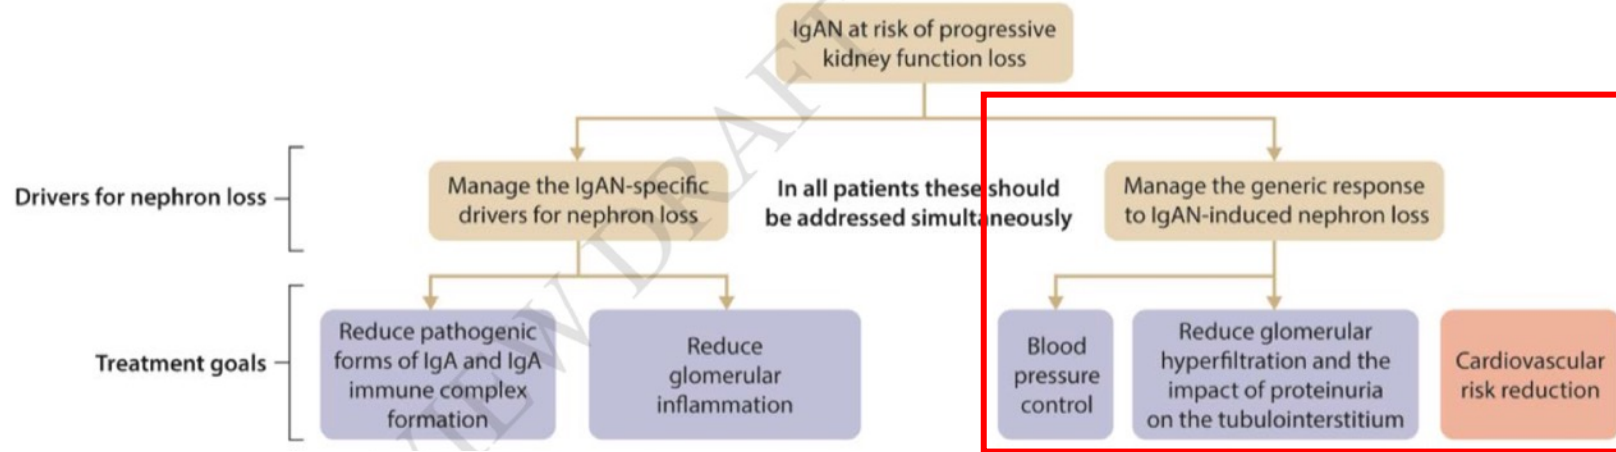 IgAN at risk of progressive
kidney function loss
Drivers for nephron loss
Manage the IgAN-specific
drivers for nephron loss
In all patients these should
be addressed simultaneously
Manage the generic response
to IgAN-induced nephron loss
Treatment goals
Reduce pathogenic
forms of IgA and IgA
immune complex
formation
Reduce
glomerular
inflammation
Blood
pressure
control
Reduce glomerular
hyperfiltration and the
impact of proteinuria
on the tubulointerstitium
Cardiovascular
risk reduction
VIEW DRAFT